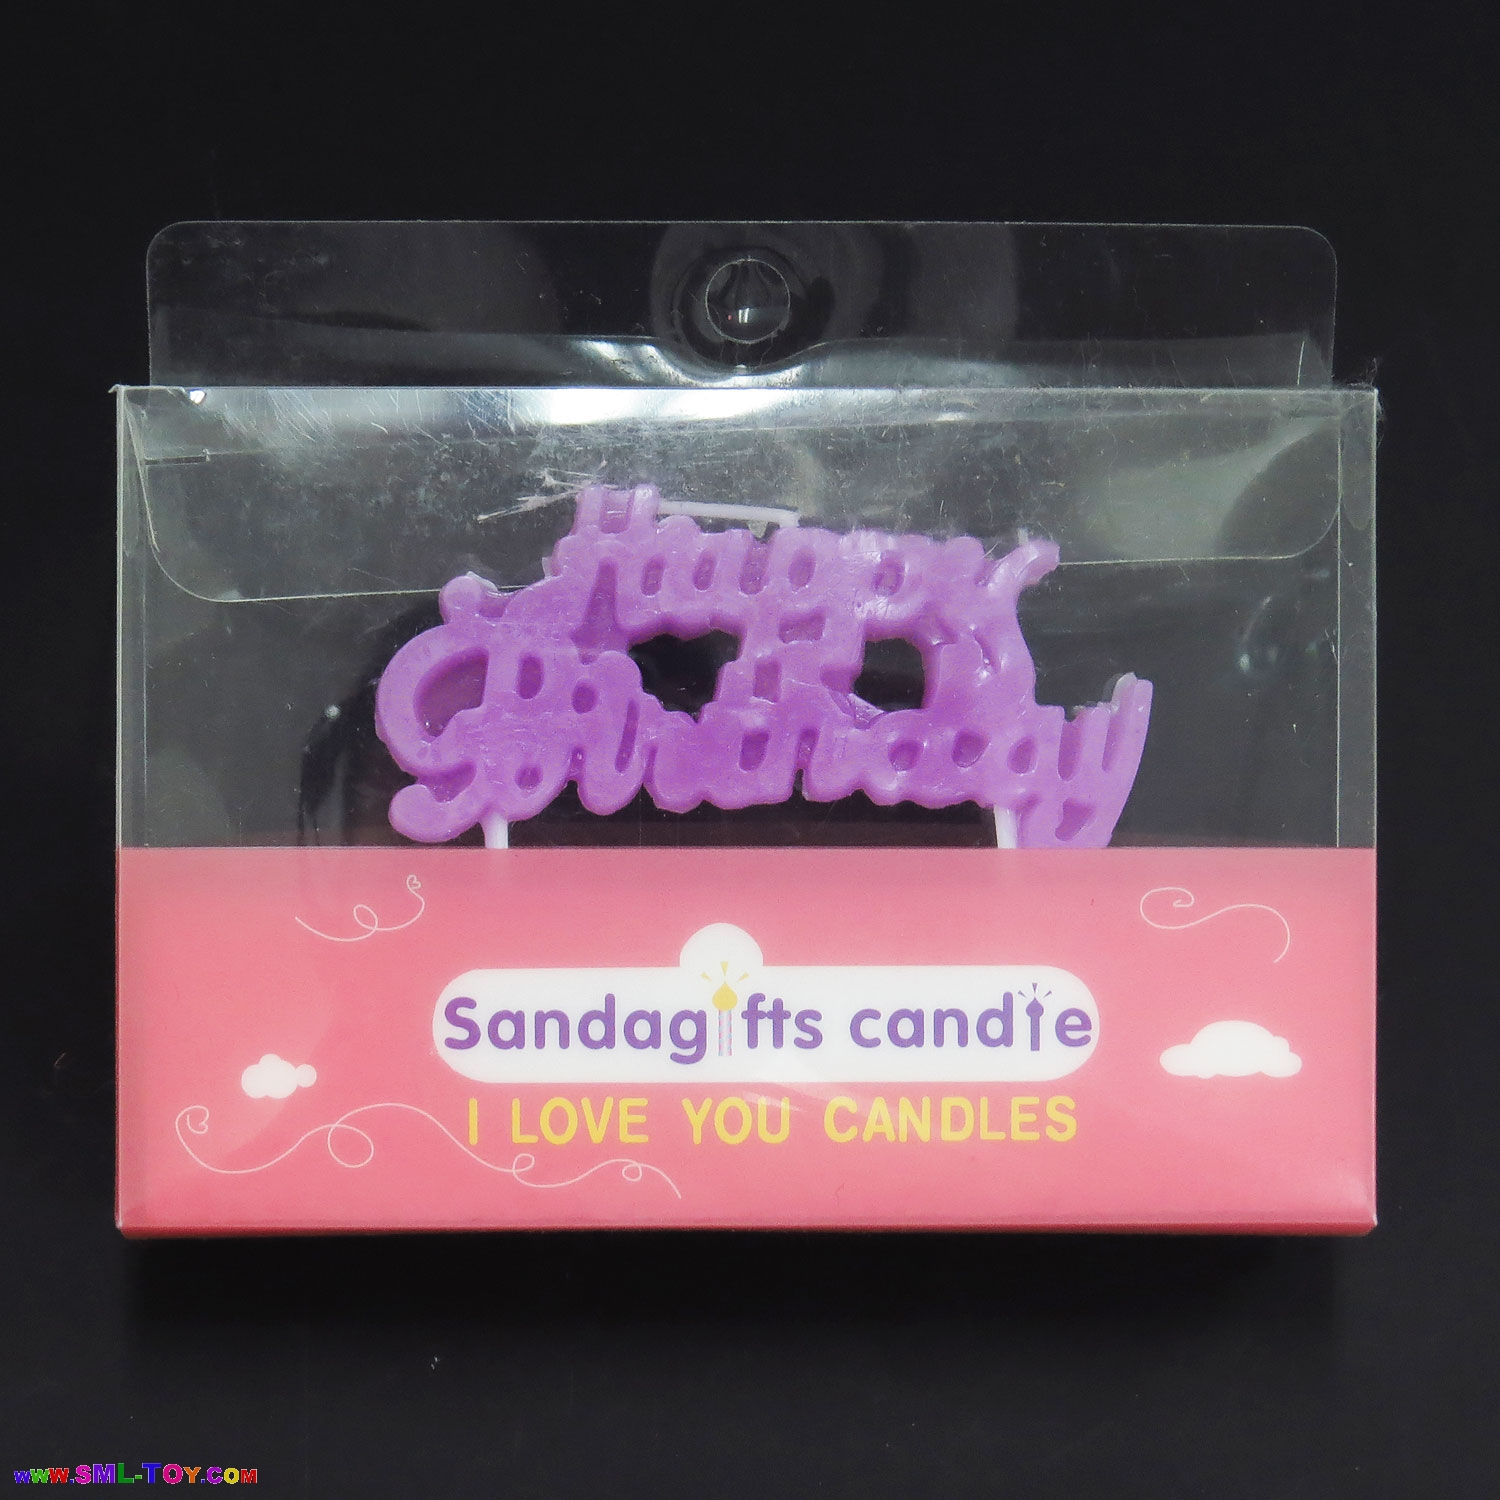 Happy
Birthday
Sandagifts candle
I LOVE YOU CANDLES
www.SML-TOY.COM